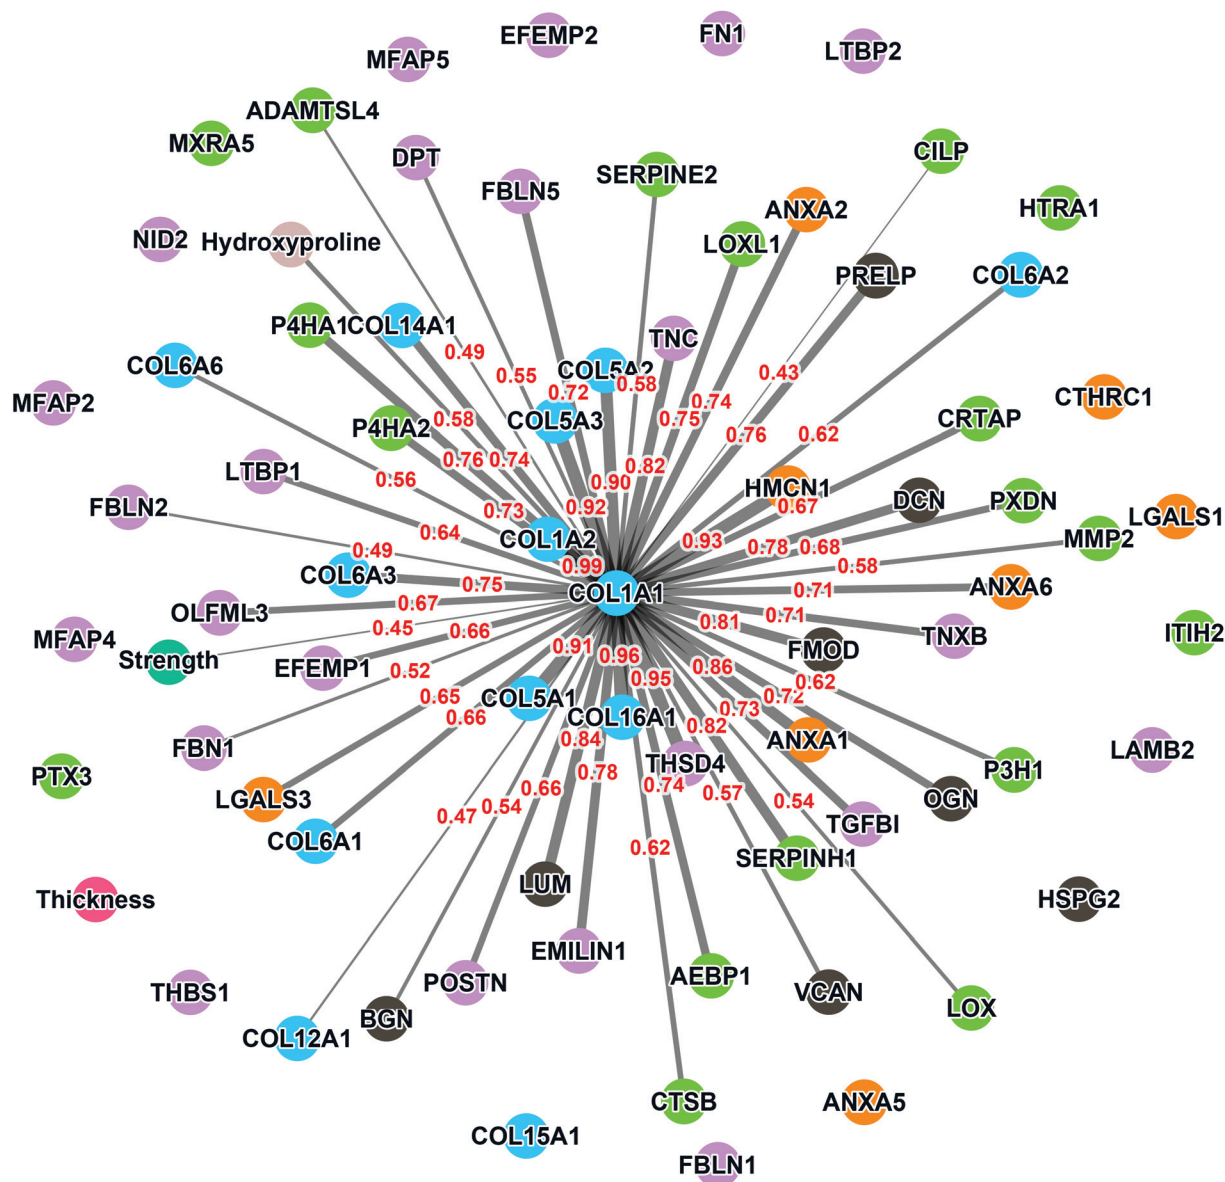 EFEMP2
FN1
LTBP2
MFAP5
ADAMTSL4
MXRA5
DPT
CILP
SERPINE2
FBLN5
ANXA2
HTRA1
NID2
Hydroxyproline
LOXL1
PRELP
COL6A2
P4HA1
COL14A1
TNC
0.49
COL6A6
COL5A2
0.55
0.58
0.43
0.72
MFAP2
CTHRC1
0.74
COL5A3
0.58
0.75
CRTAP
P4HA2
0.62
0.76
0.76
0.74
0.82
LTBP1
0.56
0.90
HMCN1
DCN
PXDN
FBLN2
0.92
0.67
0.73
LGALS1
0.64
COL1A2
0.93
MMP2
0.78
0.68
0.49
0.99
0.58
COL6A3
0.75
COL1A1
0.71
ANXA6
0.67
OLFML3
0.71
0.45
0.66
0.81
MFAP4
TNXB
ITIH2
Strength
EFEMP1
0.91
0.96
FMOD
0.52
0.86
0.95
0.62
0.65
COL5A1
0.72
0.66
COL16A1
0.73
0.82
FBN1
0.84
ANXA1
LAMB2
THSD4
PTX3
0.78
P3H1
0.66
0.74
0.57
LGALS3
0.54
0.54
OGN
0.47
TGFBI
COL6A1
0.62
SERPINH1
LUM
Thickness
HSPG2
EMILIN1
AEBP1
POSTN
THBS1
VCAN
LOX
BGN
COL12A1
CTSB
ANXA5
COL15A1
FBLN1